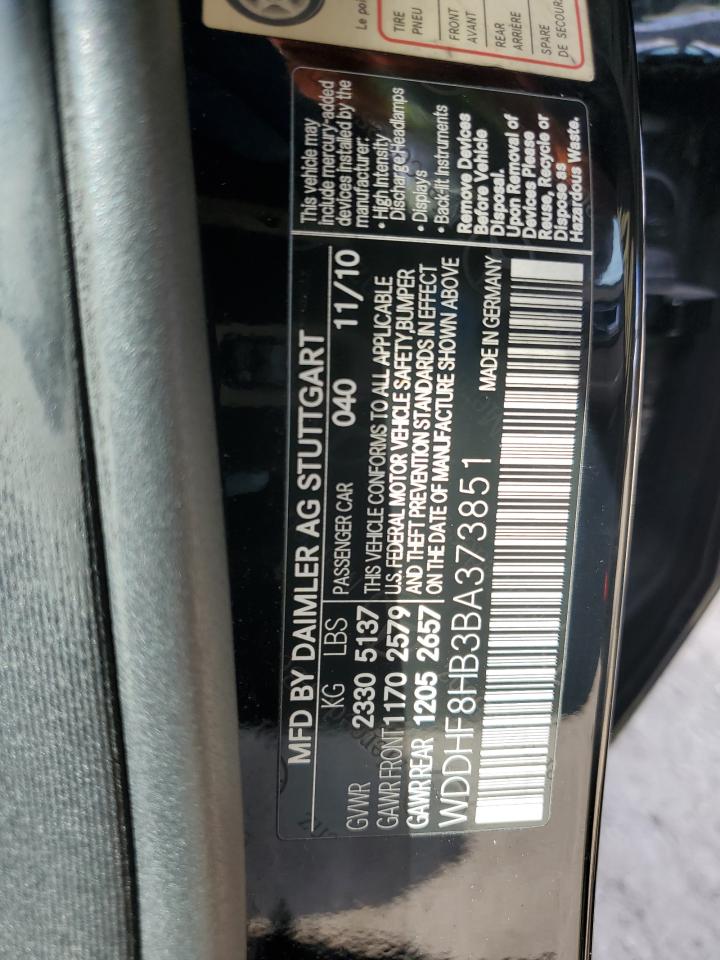 Le po
TIRE
PNEU
FRONT
AVANT
REAR
ARRIÈRE
SPARE
DE SECOURS
MFD BY DAIMLER AG STUTTGART
KG LBS PASSENGER CAR 040 11/10
GVWR 2330 5137
GAWR FRONT 1170 2579
GAWR REAR 1205 2657
THIS VEHICLE CONFORMS TO ALL APPLICABLE
U.S. FEDERAL MOTOR VEHICLE SAFETY, BUMPER
AND THEFT PREVENTION STANDARDS IN EFFECT
ON THE DATE OF MANUFACTURE SHOWN ABOVE
WDDHF8HB3BA373851 MADE IN GERMANY
This vehicle may
include mercury-added
devices installed by the
manufacturer:
• High Intensity
Discharge Headlamps
• Displays
• Back-lit Instruments
Remove Devices
Before Vehicle
Disposal.
Upon Removal of
Devices Please
Reuse, Recycle or
Dispose as
Hazardous Waste.